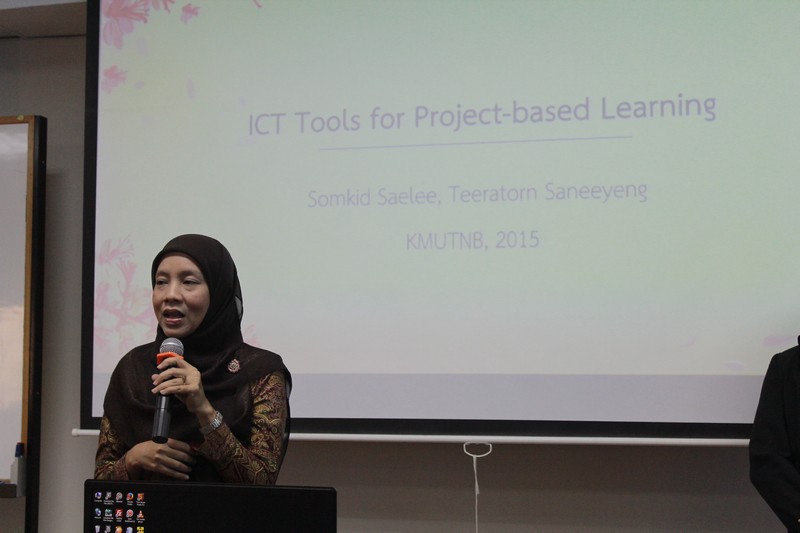 ICT Tools for Project-based Learning
Somkid Saelee, Teeratorn Saneeyeng
KMUTNB, 2015